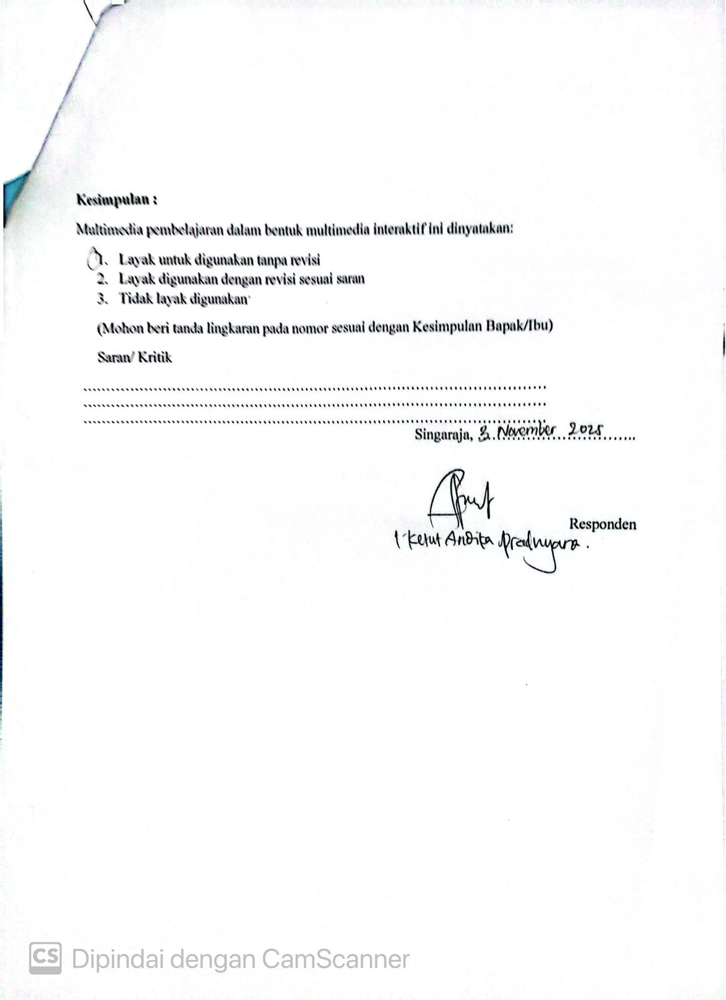 Kesimpulan :
Multimedia pembelajaran dalam bentuk multimedia interaktif ini dinyatakan:
1. Layak untuk digunakan tanpa revisi
2. Layak digunakan dengan revisi sesuai saran
3. Tidak layak digunakan
(Mohon beri tanda lingkaran pada nomor sesuai dengan Kesimpulan Bapak/Ibu)
Saran/ Kritik
Singaraja, 3 November 2025
Responden
I Ketut Andika Pradnyana.
CS Dipindai dengan CamScanner